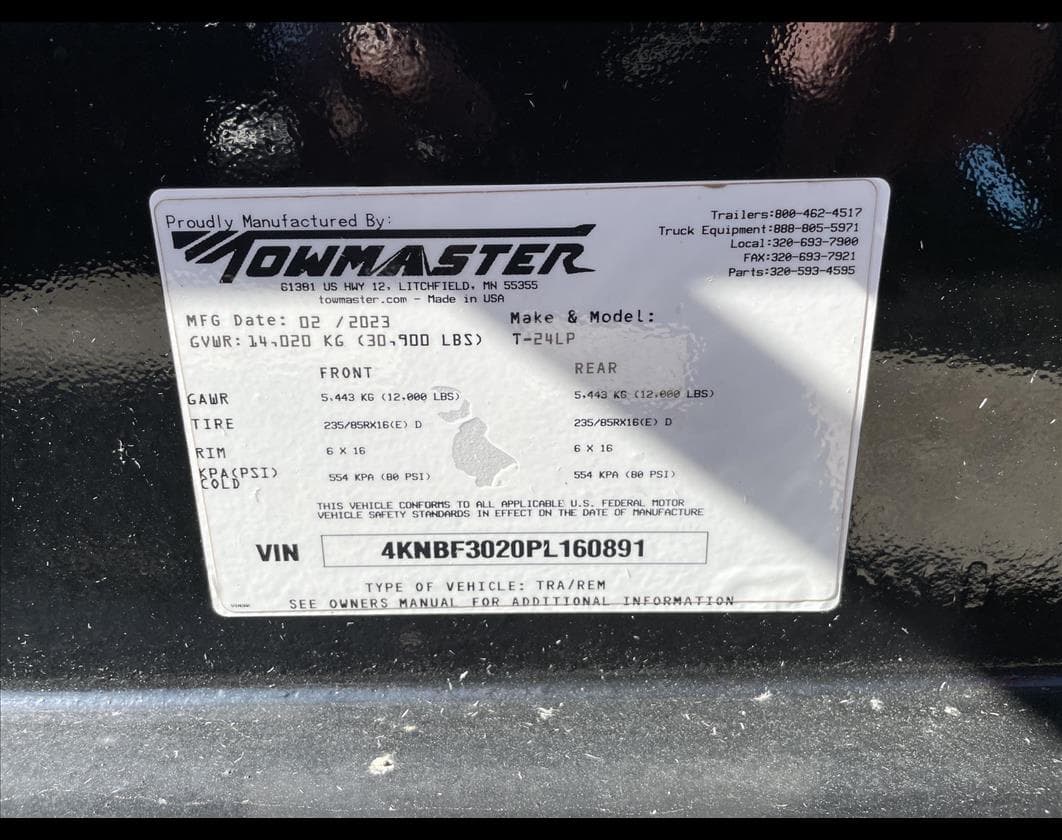 Proudly Manufactured By:
TOWMASTER
61381 US HWY 12, LITCHFIELD, MN 55355
towmaster.com - Made in USA
Trailers:800-462-4517
Truck Equipment:888-805-5971
Local:320-693-7900
FAX:320-693-7921
Parts:320-593-4595
MFG Date: 02 /2023
Make & Model:
GVWR: 14,020 KG (30,900 LBS)
T-24LP
FRONT REAR
GAWR 5,443 KG (12,000 LBS) 5,443 KG (12,000 LBS)
TIRE 235/85RX16(E) D 235/85RX16(E) D
RIM 6 X 16 6 X 16
KPA(PSI) 554 KPA (80 PSI) 554 KPA (80 PSI)
COLD
THIS VEHICLE CONFORMS TO ALL APPLICABLE U.S. FEDERAL MOTOR
VEHICLE SAFETY STANDARDS IN EFFECT ON THE DATE OF MANUFACTURE
VIN 4KNBF3020PL160891
TYPE OF VEHICLE: TRA/REM
SEE OWNERS MANUAL FOR ADDITIONAL INFORMATION